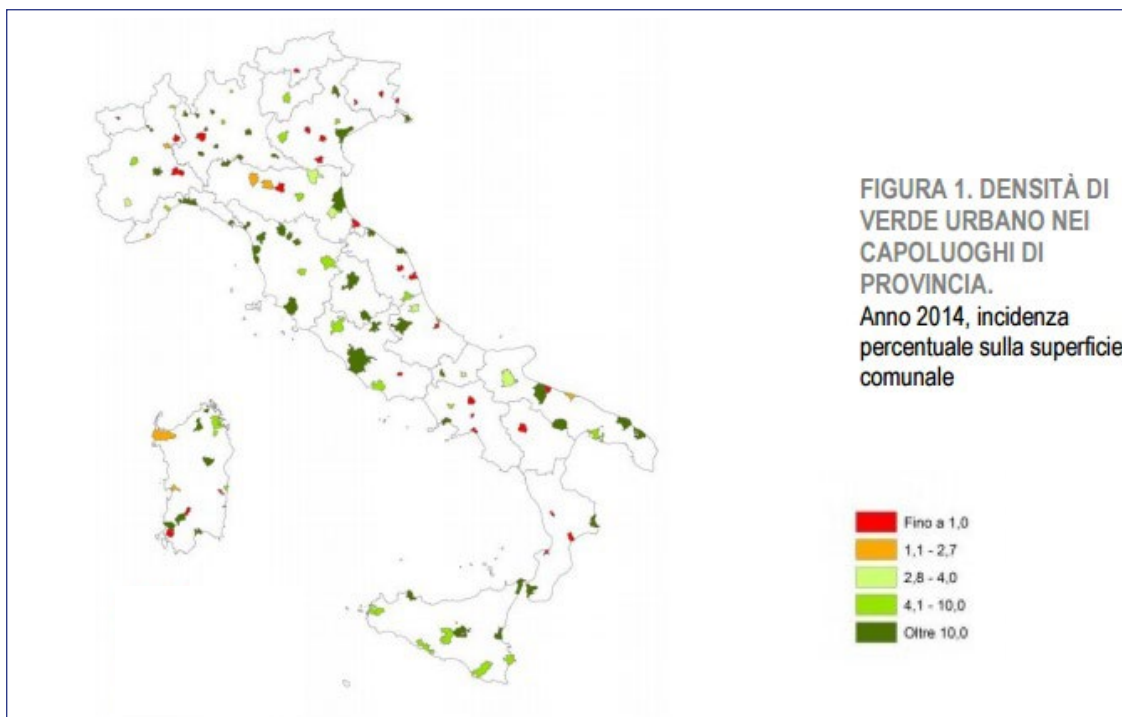 FIGURA 1. DENSITÀ DI
VERDE URBANO NEI
CAPOLUOGHI DI
PROVINCIA.
Anno 2014, incidenza
percentuale sulla superficie
comunale
Fino a 1,0
1,1 - 2,7
2,8 - 4,0
4,1 - 10,0
Oltre 10,0